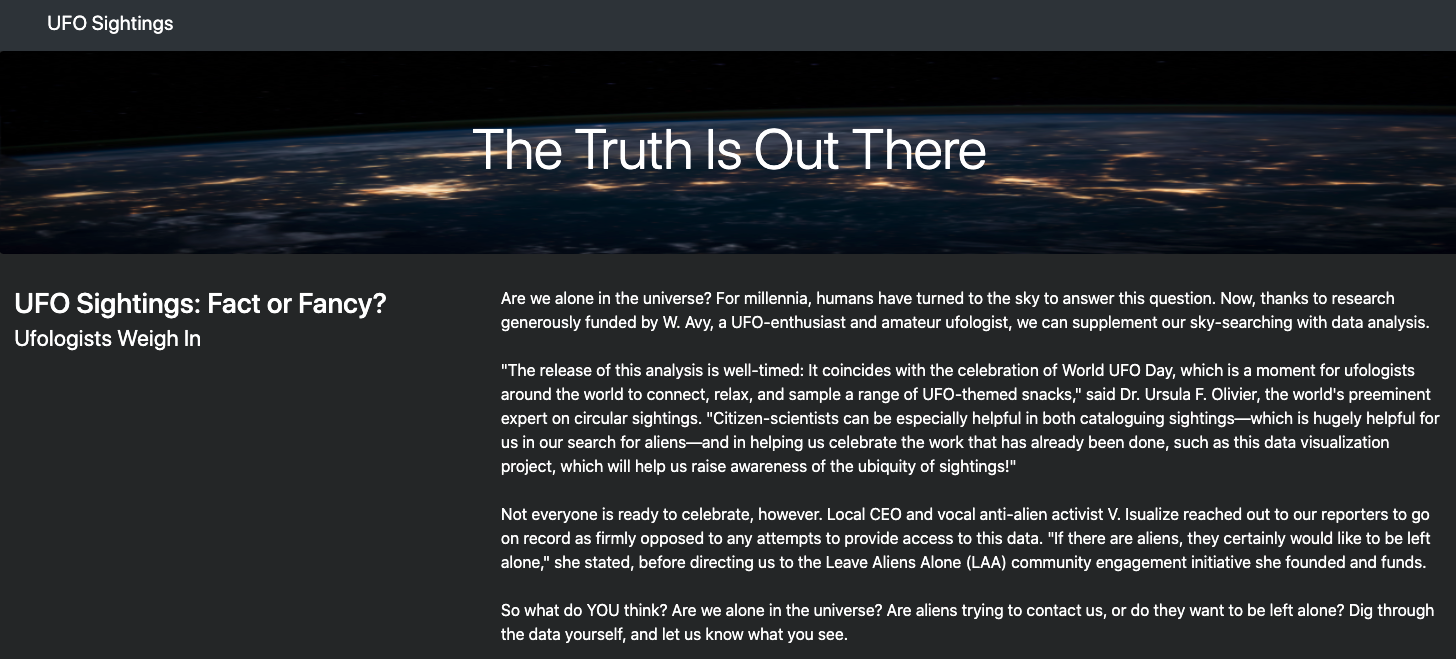 UFO Sightings
The Truth Is Out There
UFO Sightings: Fact or Fancy?
Ufologists Weigh In
Are we alone in the universe? For millennia, humans have turned to the sky to answer this question. Now, thanks to research
generously funded by W. Avy, a UFO-enthusiast and amateur ufologist, we can supplement our sky-searching with data analysis.
"The release of this analysis is well-timed: It coincides with the celebration of World UFO Day, which is a moment for ufologists
around the world to connect, relax, and sample a range of UFO-themed snacks," said Dr. Ursula F. Olivier, the world's preeminent
expert on circular sightings. "Citizen-scientists can be especially helpful in both cataloguing sightings—which is hugely helpful for
us in our search for aliens—and in helping us celebrate the work that has already been done, such as this data visualization
project, which will help us raise awareness of the ubiquity of sightings!"
Not everyone is ready to celebrate, however. Local CEO and vocal anti-alien activist V. Isualize reached out to our reporters to go
on record as firmly opposed to any attempts to provide access to this data. "If there are aliens, they certainly would like to be left
alone," she stated, before directing us to the Leave Aliens Alone (LAA) community engagement initiative she founded and funds.
So what do YOU think? Are we alone in the universe? Are aliens trying to contact us, or do they want to be left alone? Dig through
the data yourself, and let us know what you see.